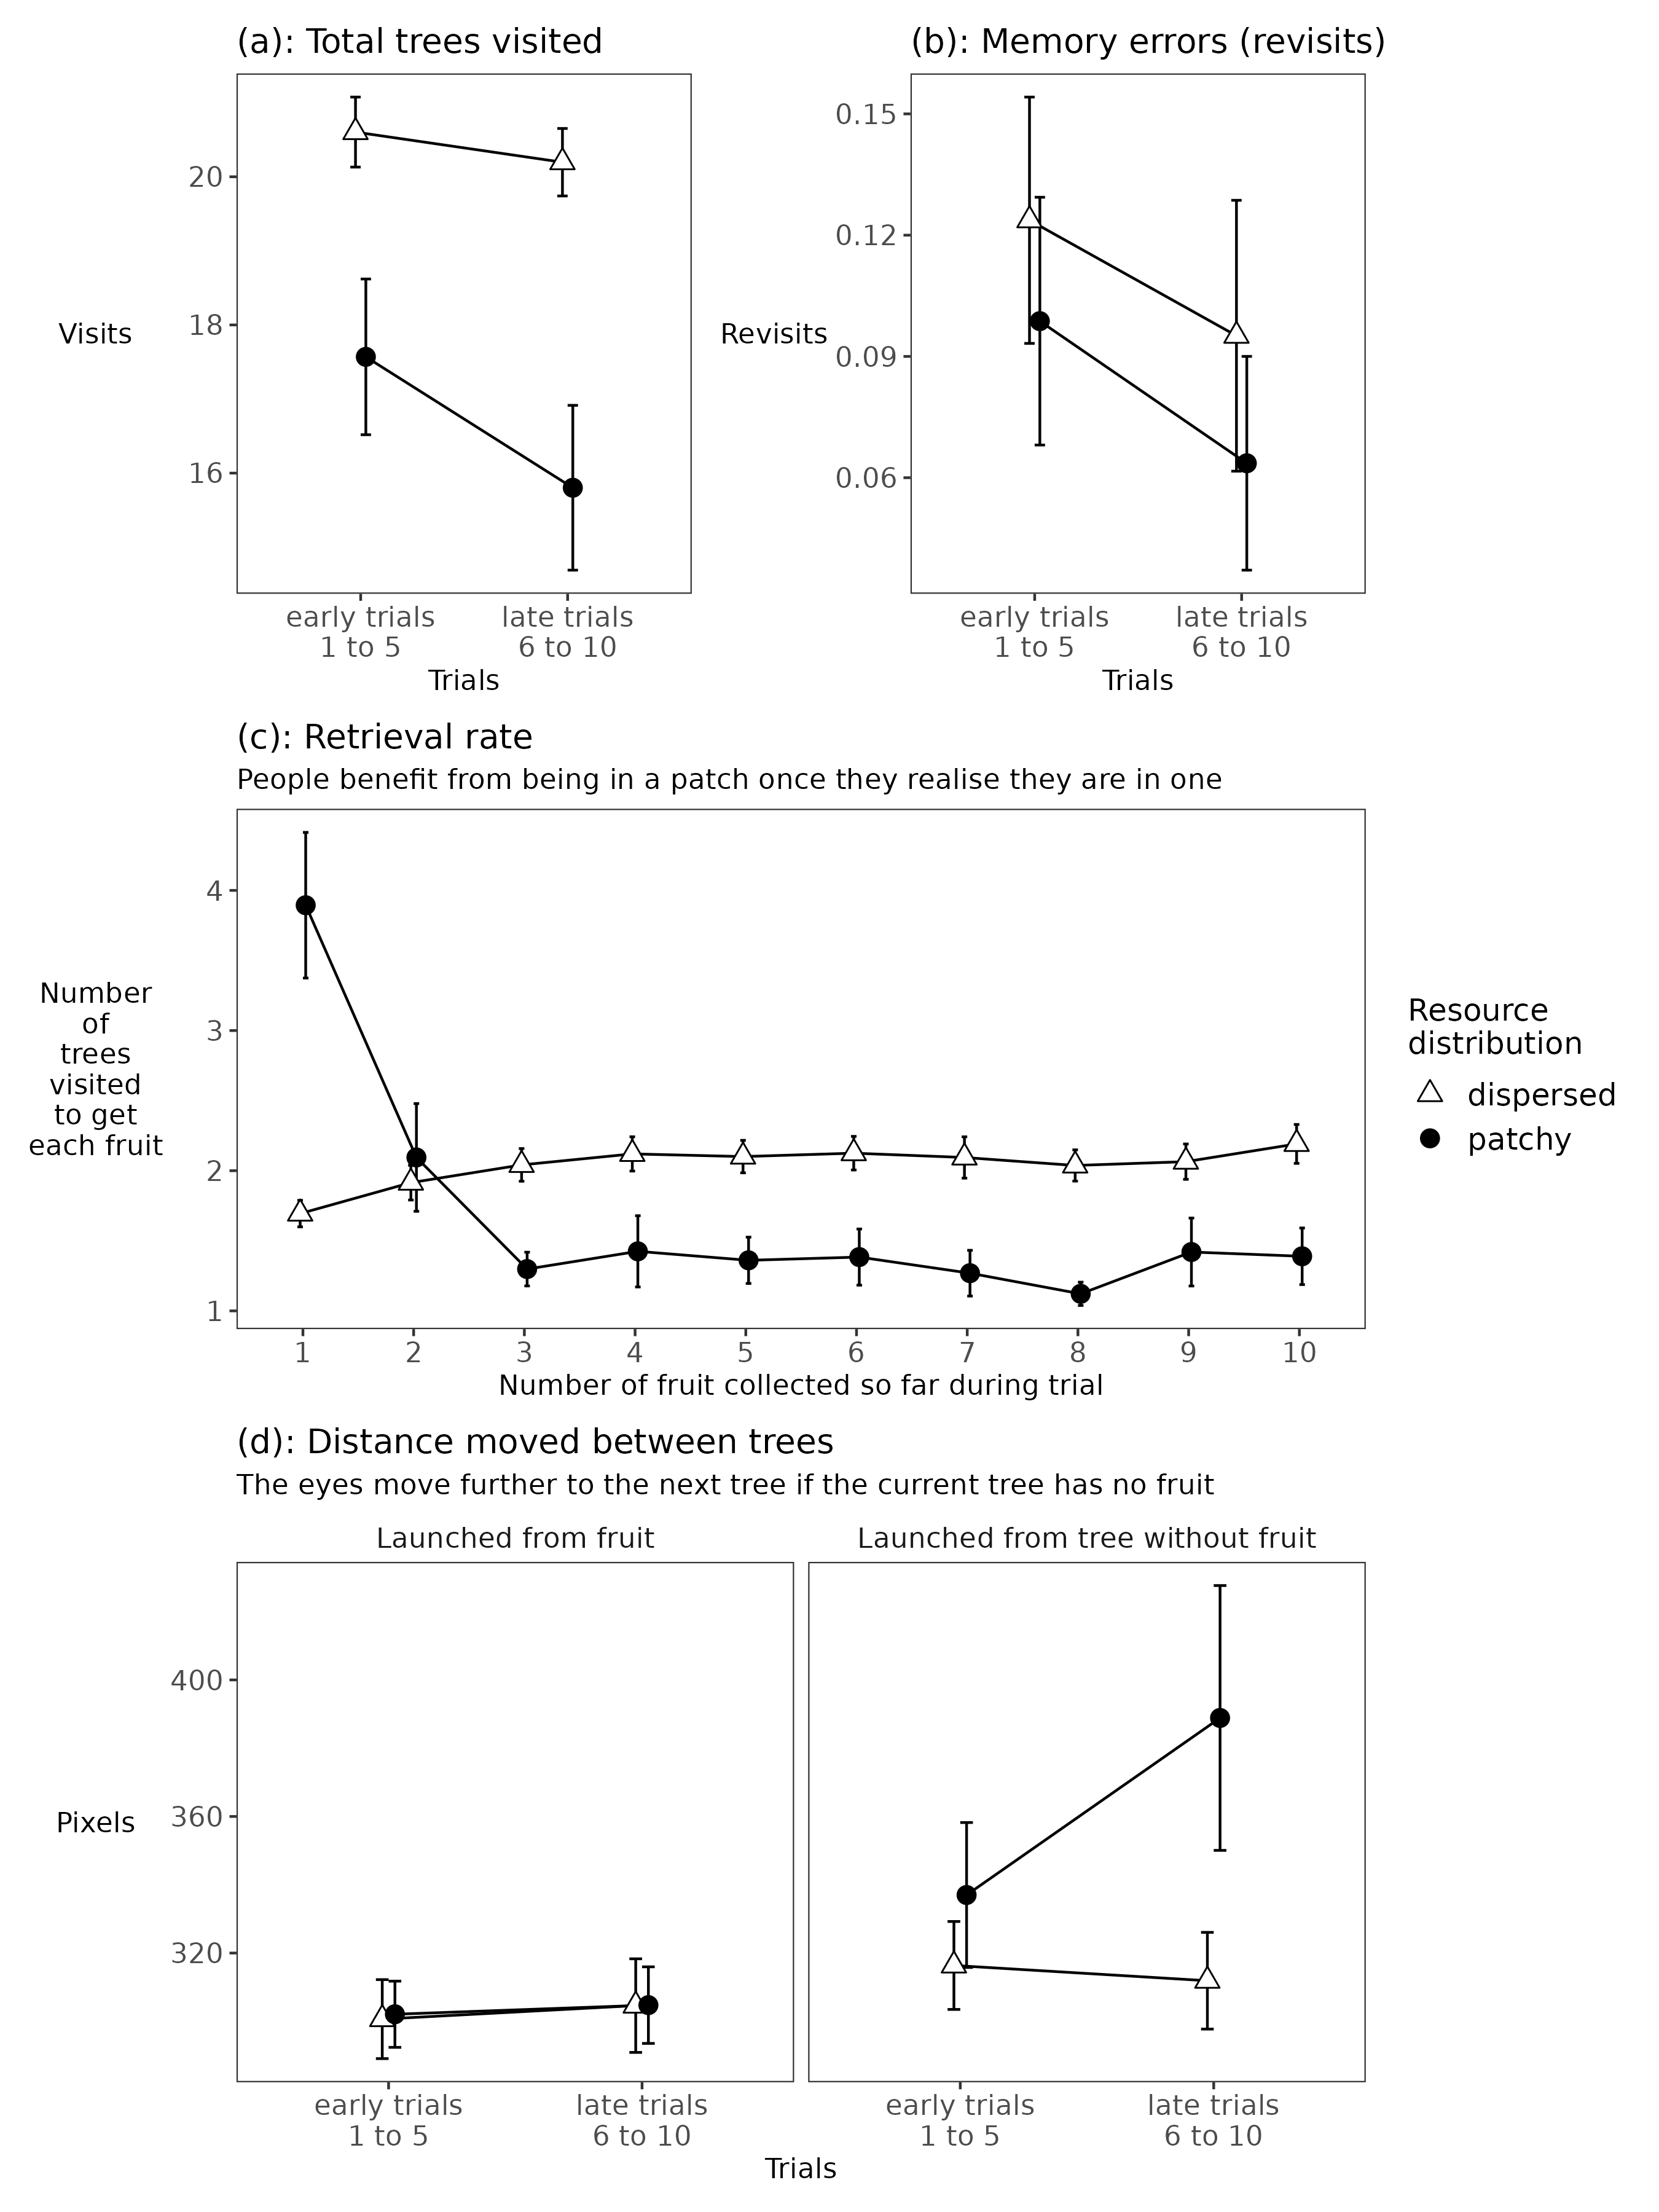 (a): Total trees visited
Visits
20
18
16
early trials
1 to 5
late trials
6 to 10
Trials
(b): Memory errors (revisits)
Revisits
0.15
0.12
0.09
0.06
early trials
1 to 5
late trials
6 to 10
Trials
(c): Retrieval rate
People benefit from being in a patch once they realise they are in one
Number
of
trees
visited
to get
each fruit
4
3
2
1
1 2 3 4 5 6 7 8 9 10
Number of fruit collected so far during trial
Resource
distribution
dispersed
patchy
(d): Distance moved between trees
The eyes move further to the next tree if the current tree has no fruit
Launched from fruit
Launched from tree without fruit
Pixels
400
360
320
early trials
1 to 5
late trials
6 to 10
early trials
1 to 5
late trials
6 to 10
Trials